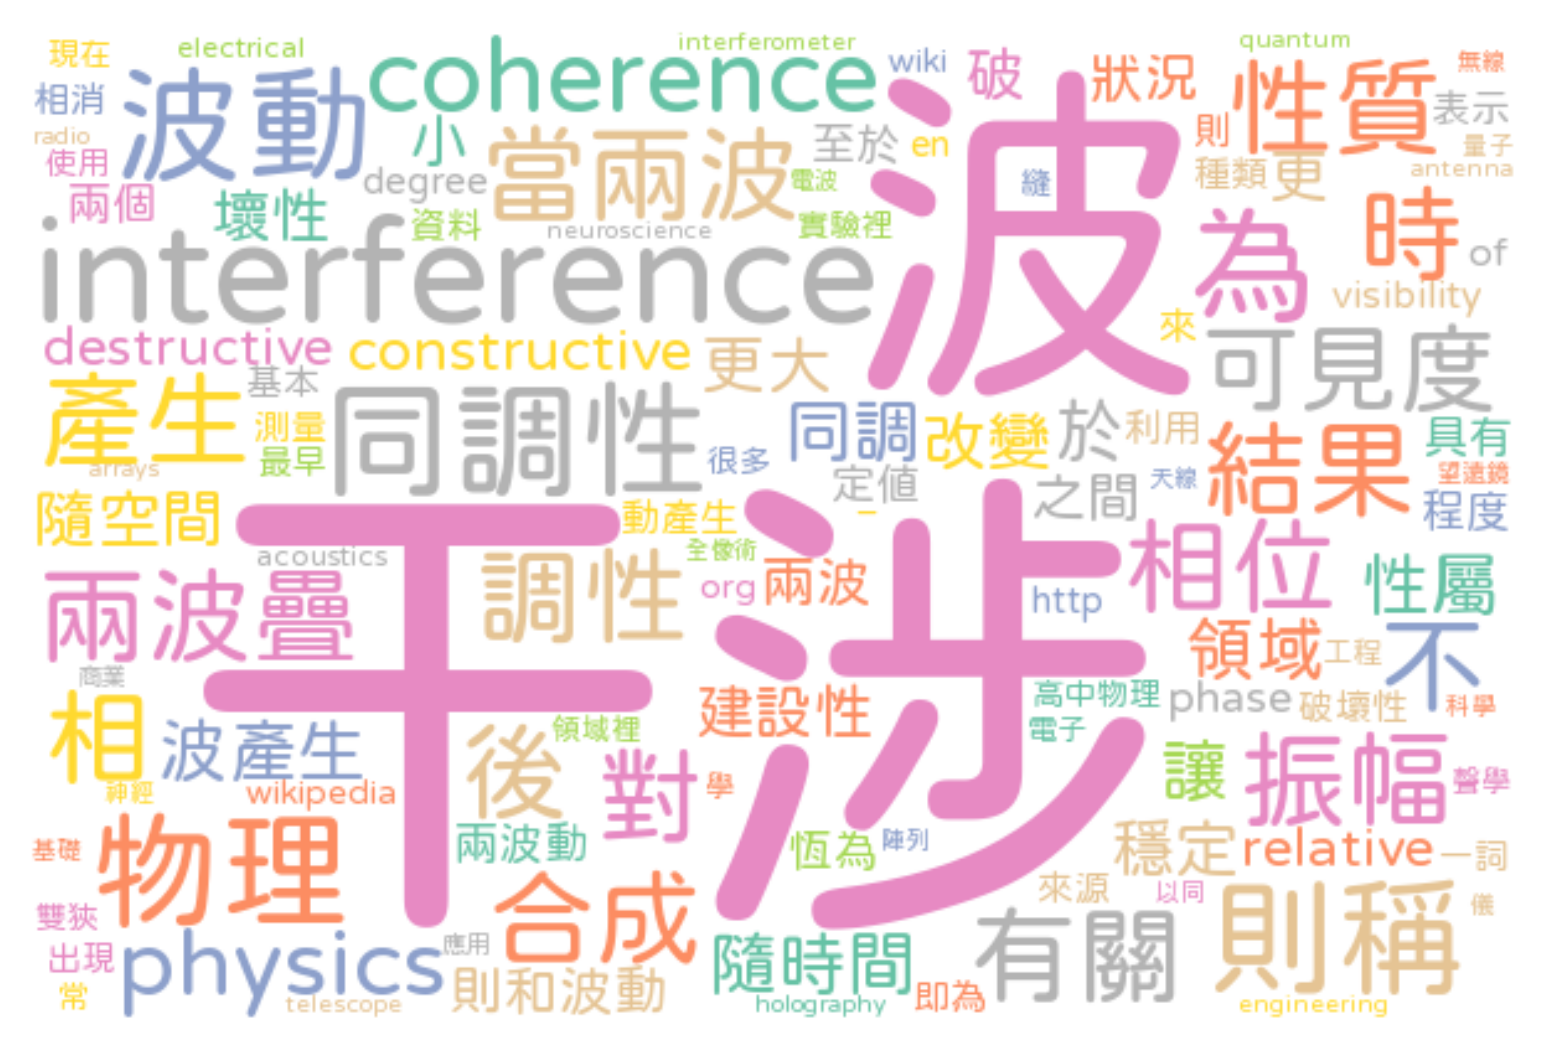 現在
electrical
coherence
interferometer
wiki
破
狀況
quantum
無線
相消
波動
波
性質
表示
radio
小
當兩波
至於
en
則
量子
使用
degree
電波
縫
種類
更
antenna
兩個
壞性
資料
neuroscience
實驗裡
為
時
of
interference
visibility
destructive
constructive
更大
來
可見度
產生
基本
同調性
測量
最早
很多
同調
改變
於
利用
結果
具有
arrays
定値
之間
天線
望遠鏡
程度
隨空間
干涉
動產生
一
acoustics
全像術
相位
兩波疊
調性
org
兩波
http
性屬
領域
工程
不
商業
建設性
高中物理
phase
破壞性
科學
相
波產生
後
領域裡
電子
對
學
讓
振幅
聲學
神經
wikipedia
基礎
物理
兩波動
恆為
陣列
穩定
relative
一詞
合成
來源
以同
則稱
儀
雙狹
出現
physics
應用
隨時間
有關
常
telescope
則和波動
holography
即為
engineering